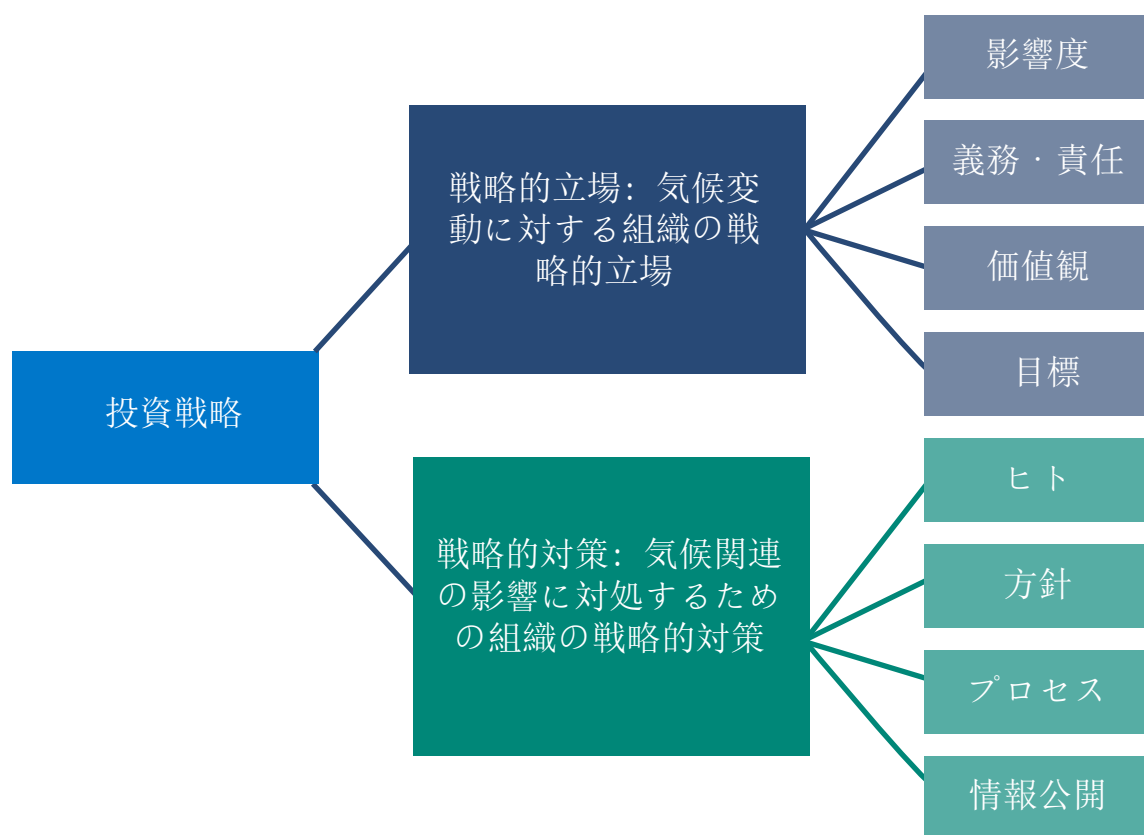 投資戦略
戦略的立場: 気候変
動に対する組織の戦
略的立場
影響度
義務・責任
価値観
目標
戦略的対策: 気候関連
の影響に対処するため
の組織の戦略的対策
ヒト
方針
プロセス
情報公開